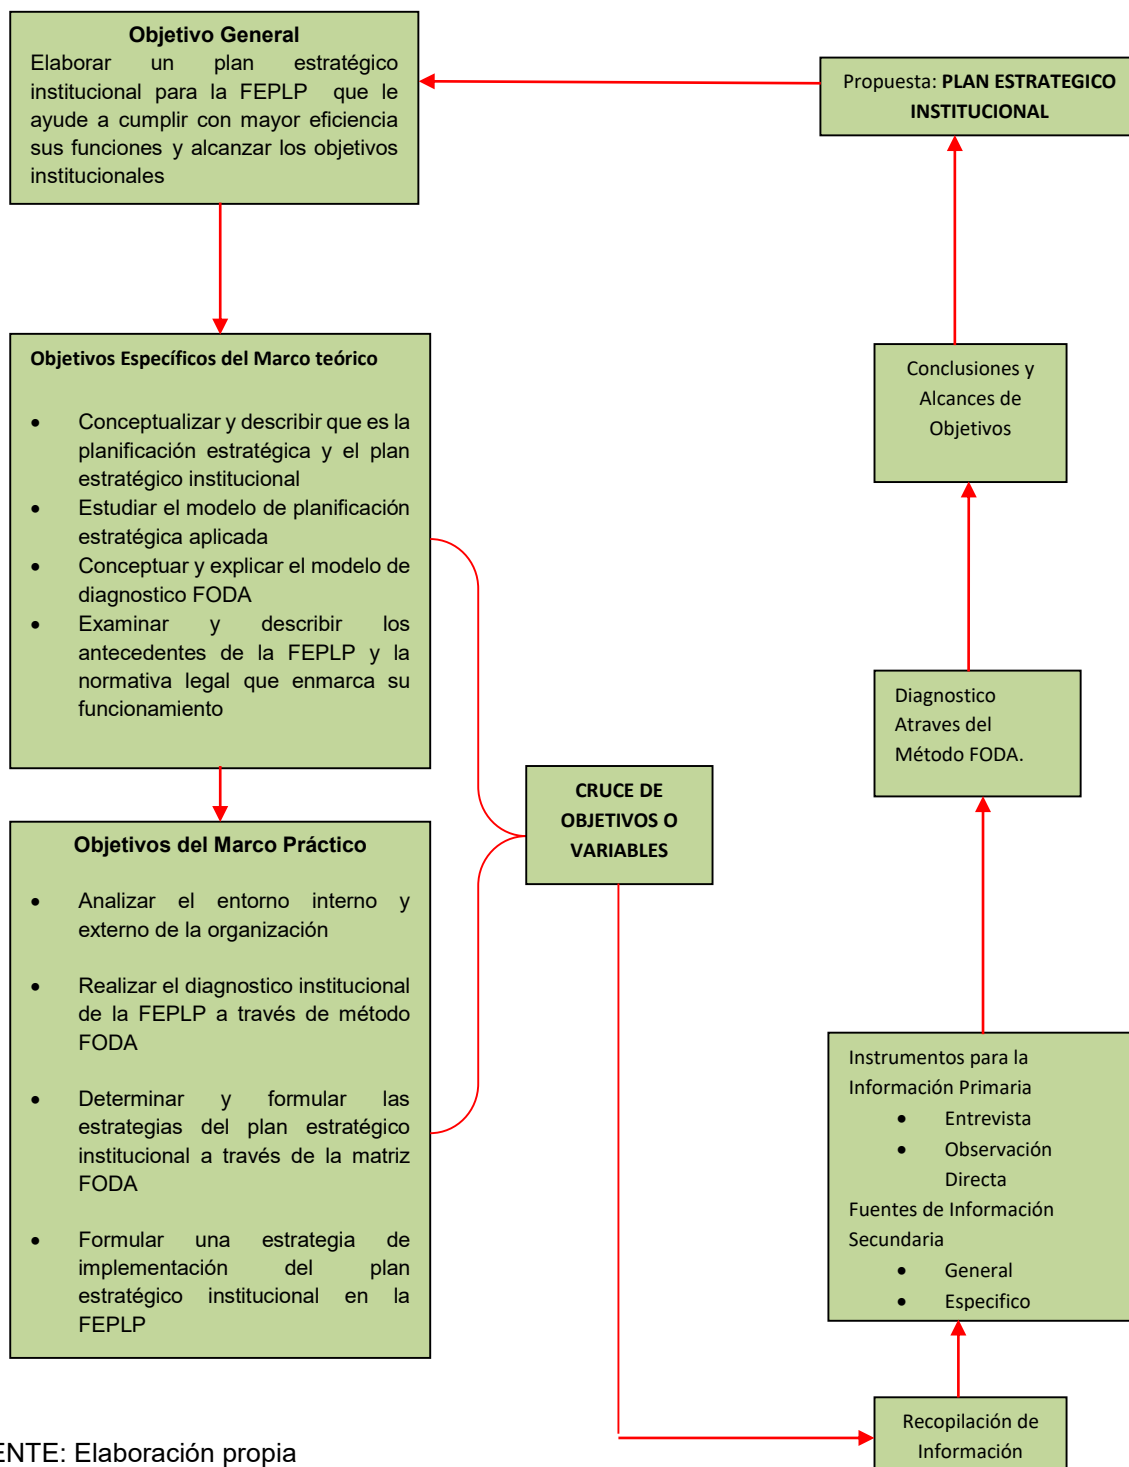 Objetivo General
Elaborar un plan estratégico
institucional para la FEPLP que le
ayude a cumplir con mayor eficiencia
sus funciones y alcanzar los objetivos
institucionales
Propuesta: PLAN ESTRATEGICO
INSTITUCIONAL
Objetivos Específicos del Marco teórico
• Conceptualizar y describir que es la
planificación estratégica y el plan
estratégico institucional
• Estudiar el modelo de planificación
estratégica aplicada
• Conceptuar y explicar el modelo de
diagnostico FODA
• Examinar y describir los
antecedentes de la FEPLP y la
normativa legal que enmarca su
funcionamiento
Conclusiones y
Alcances de
Objetivos
Diagnostico
Atraves del
Método FODA.
CRUCE DE
OBJETIVOS O
VARIABLES
Objetivos del Marco Práctico
• Analizar el entorno interno y
externo de la organización
• Realizar el diagnostico institucional
de la FEPLP a través de método
FODA
• Determinar y formular las
estrategias del plan estratégico
institucional a través de la matriz
FODA
• Formular una estrategia de
implementación del plan
estratégico institucional en la
FEPLP
Instrumentos para la
Información Primaria
• Entrevista
• Observación
Directa
Fuentes de Información
Secundaria
• General
• Especifico
Recopilación de
Información
ENTE: Elaboración propia